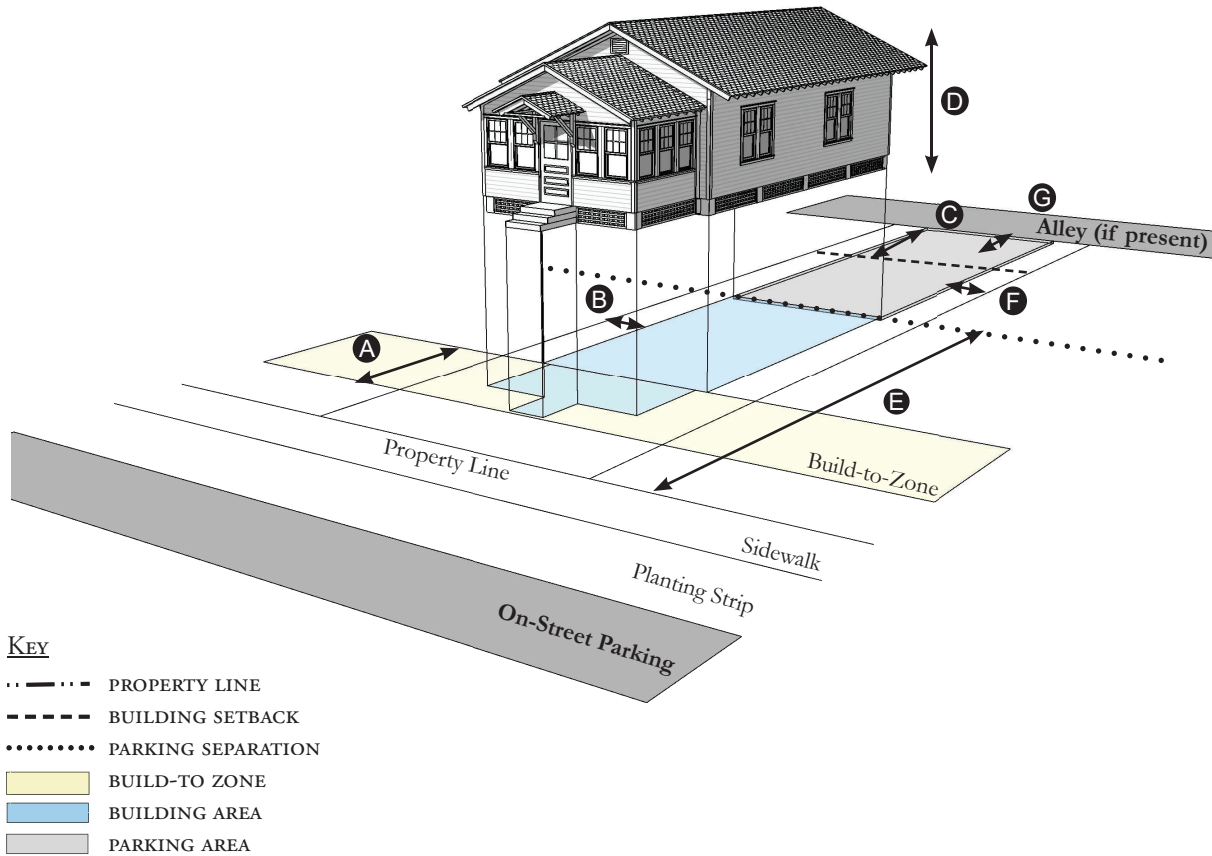 D
G
C
Alley (if present)
B
F
A
E
Property Line
Build-to-Zone
Sidewalk
Planting Strip
On-Street Parking
KEY
PROPERTY LINE
BUILDING SETBACK
PARKING SEPARATION
BUILD-TO ZONE
BUILDING AREA
PARKING AREA